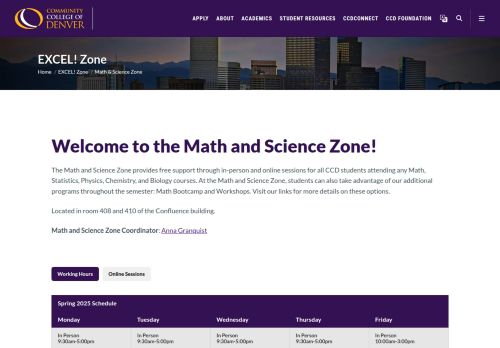 COMMUNITY
COLLEGE OF
DENVER
APPLY ABOUT ACADEMICS STUDENT RESOURCES CCDCONNECT CCD FOUNDATION
EXCEL! Zone
Home / EXCEL! Zone / Math & Science Zone
Welcome to the Math and Science Zone!
The Math and Science Zone provides free support through in-person and online sessions for all CCD students attending any Math,
Statistics, Physics, Chemistry, and Biology courses. At the Math and Science Zone, students can also take advantage of our additional
programs throughout the semester: Math Bootcamp and Workshops. Visit our links for more details on these options.
Located in room 408 and 410 of the Confluence building.
Math and Science Zone Coordinator: Anna Granquist
Working Hours Online Sessions
Spring 2025 Schedule
Monday Tuesday Wednesday Thursday Friday
In Person In Person In Person In Person In Person
9:30am-5:00pm 9:30am-5:00pm 9:30am-5:00pm 9:30am-5:00pm 10:00am-3:00pm